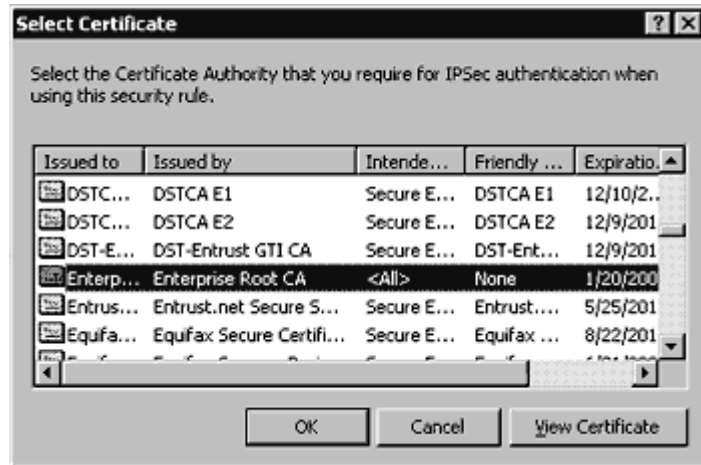 Select Certificate
Select the Certificate Authority that you require for IPSec authentication when
using this security rule.
Issued to Issued by Intende... Friendly ... Expiratio.
DSTC... DSTCA E1 Secure E... DSTCA E1 12/10/2..
DSTC... DSTCA E2 Secure E... DSTCA E2 12/9/201
DST-E... DST-Entrust GTI CA Secure E... DST-Ent... 12/9/201
Enterp... Enterprise Root CA <All> None 1/20/200
Entrus... Entrust.net Secure S... Secure E... Entrust.... 5/25/201
Equifa... Equifax Secure Certifi... Secure E... Equifax ... 8/22/201
OK Cancel View Certificate